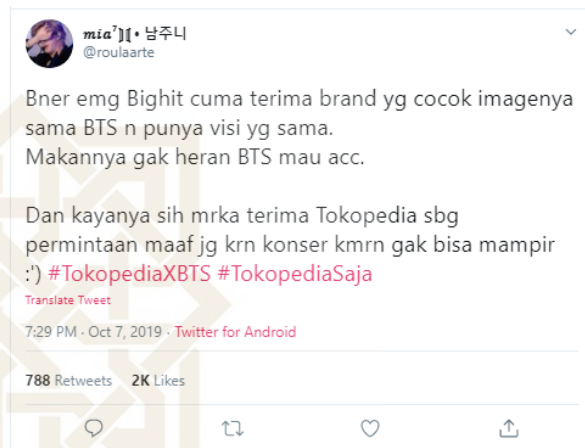 mia⁷][• 남주니
@roulaarte
Bner emg Bighit cuma terima brand yg cocok imagenya
sama BTS n punya visi yg sama.
Makannya gak heran BTS mau acc.
Dan kayanya sih mrka terima Tokopedia sbg
permintaan maaf jg krn konser kmrn gak bisa mampir
:') #TokopediaXBTS #TokopediaSaja
Translate Tweet
7:29 PM · Oct 7, 2019 · Twitter for Android
788 Retweets 2K Likes